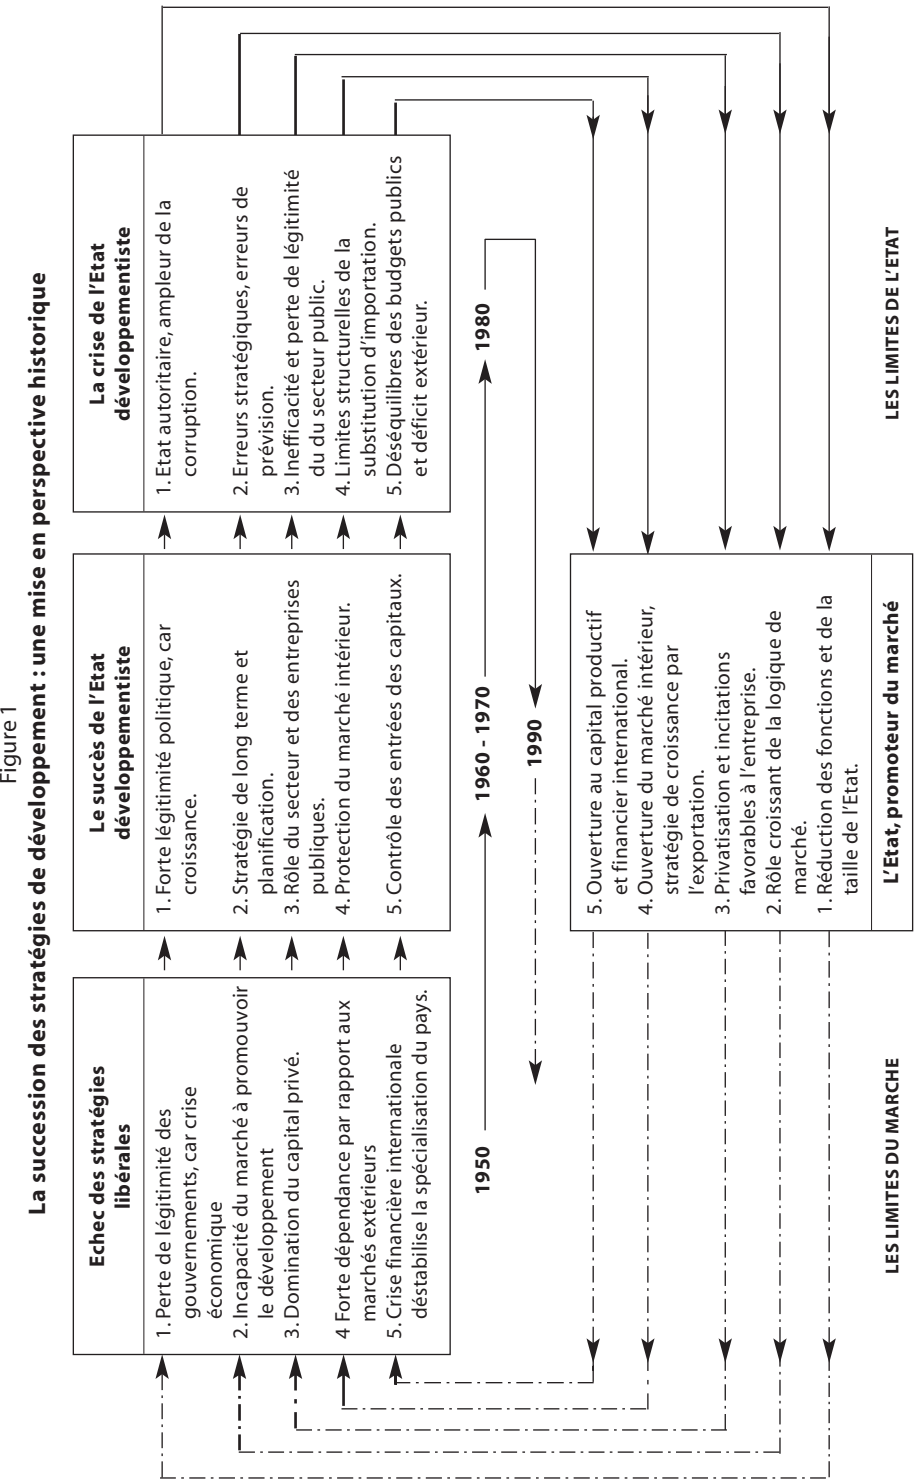 Figure 1
La succession des stratégies de développement : une mise en perspective historique
Echec des stratégies
libérales
1. Perte de légitimité des
gouvernements, car crise
économique
2. Incapacité du marché à promouvoir
le développement
3. Domination du capital privé.
4 Forte dépendance par rapport aux
marchés extérieurs
5. Crise financière internationale
déstabilise la spécialisation du pays.
Le succès de l'Etat
développementiste
1. Forte légitimité politique, car
croissance.
2. Stratégie de long terme et
planification.
3. Rôle du secteur et des entreprises
publiques.
4. Protection du marché intérieur.
5. Contrôle des entrées des capitaux.
La crise de l'Etat
développementiste
1. Etat autoritaire, ampleur de la
corruption.
2. Erreurs stratégiques, erreurs de
prévision.
3. Inefficacité et perte de légitimité
du du secteur public.
4. Limites structurelles de la
substitution d'importation.
5. Déséquilibres des budgets publics
et déficit extérieur.
1950
1960 - 1970
1980
1990
5. Ouverture au capital productif
et financier international.
4. Ouverture du marché intérieur,
stratégie de croissance par
l'exportation.
3. Privatisation et incitations
favorables à l'entreprise.
2. Rôle croissant de la logique de
marché.
1. Réduction des fonctions et de la
taille de l'Etat.
L'Etat, promoteur du marché
LES LIMITES DU MARCHE
LES LIMITES DE L'ETAT